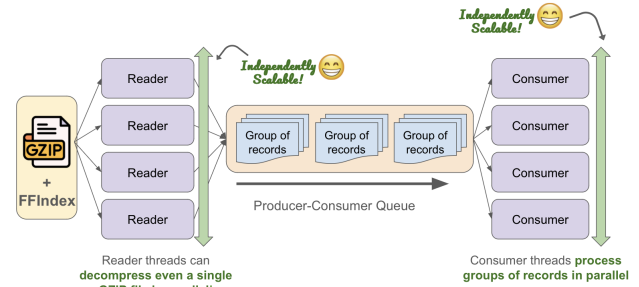 Independently
Scalable!
Independently
Scalable!
Reader
Reader
Reader
Reader
GZIP
+
FFIndex
Group of
records
Group of
records
Group of
records
Producer-Consumer Queue
Consumer
Consumer
Consumer
Consumer
Reader threads can
decompress even a single
Consumer threads process
groups of records in parallel